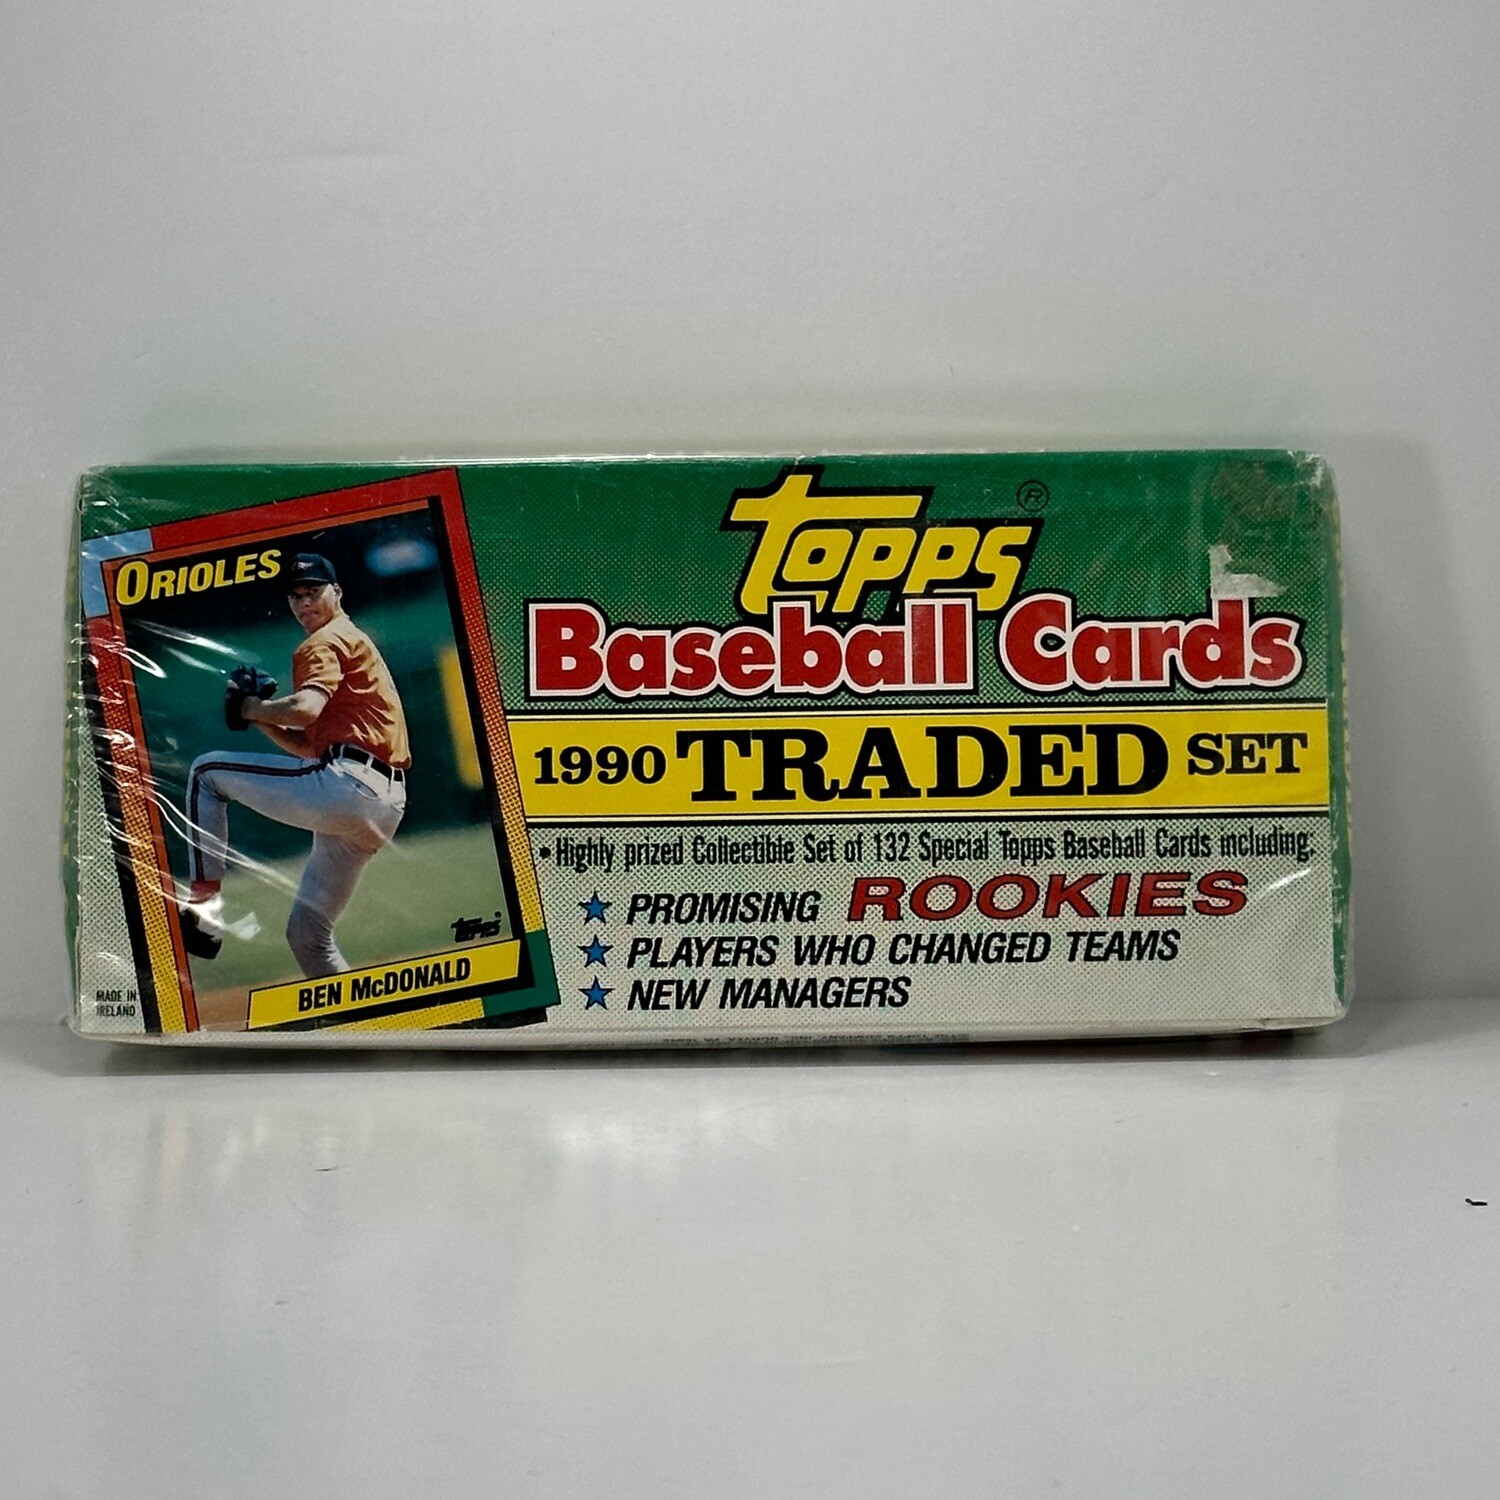 ORIOLES
Topps ®
BEN McDONALD
MADE IN
IRELAND
Topps ®
Baseball Cards
1990 TRADED SET
• Highly prized Collectible Set of 132 Special Topps Baseball Cards including:
★ PROMISING ROOKIES
★ PLAYERS WHO CHANGED TEAMS
★ NEW MANAGERS